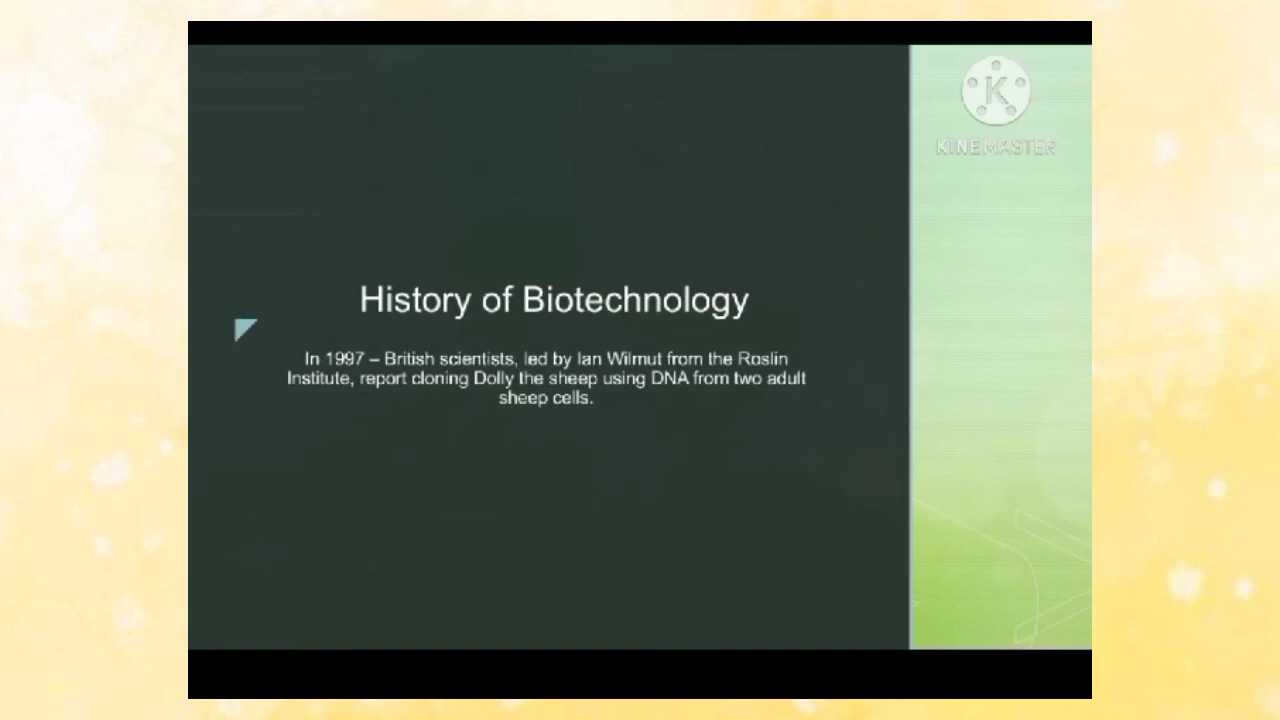 K
KINEMASTER
History of Biotechnology
In 1997 – British scientists, led by Ian Wilmut from the Roslin
Institute, report cloning Dolly the sheep using DNA from two adult
sheep cells.